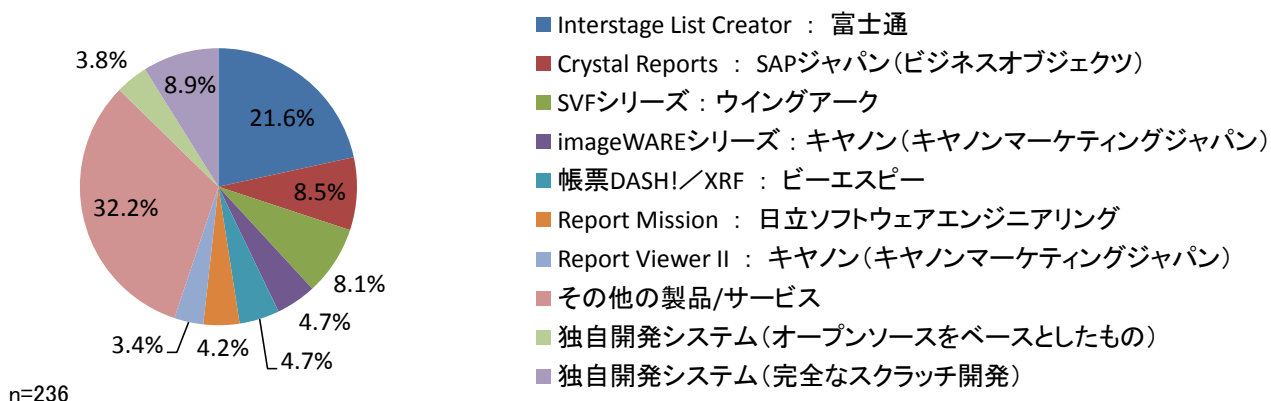 3.8%
8.9%
21.6%
8.5%
8.1%
4.7%
4.7%
4.2%
3.4%
32.2%
n=236
Interstage List Creator ： 富士通
Crystal Reports ： SAPジャパン（ビジネスオブジェクツ）
SVFシリーズ：ウイングアーク
imageWAREシリーズ：キヤノン（キヤノンマーケティングジャパン）
帳票DASH!／XRF ： ビーエスピー
Report Mission ： 日立ソフトウェアエンジニアリング
Report Viewer II ： キヤノン（キヤノンマーケティングジャパン）
その他の製品/サービス
独自開発システム（オープンソースをベースとしたもの）
独自開発システム（完全なスクラッチ開発）